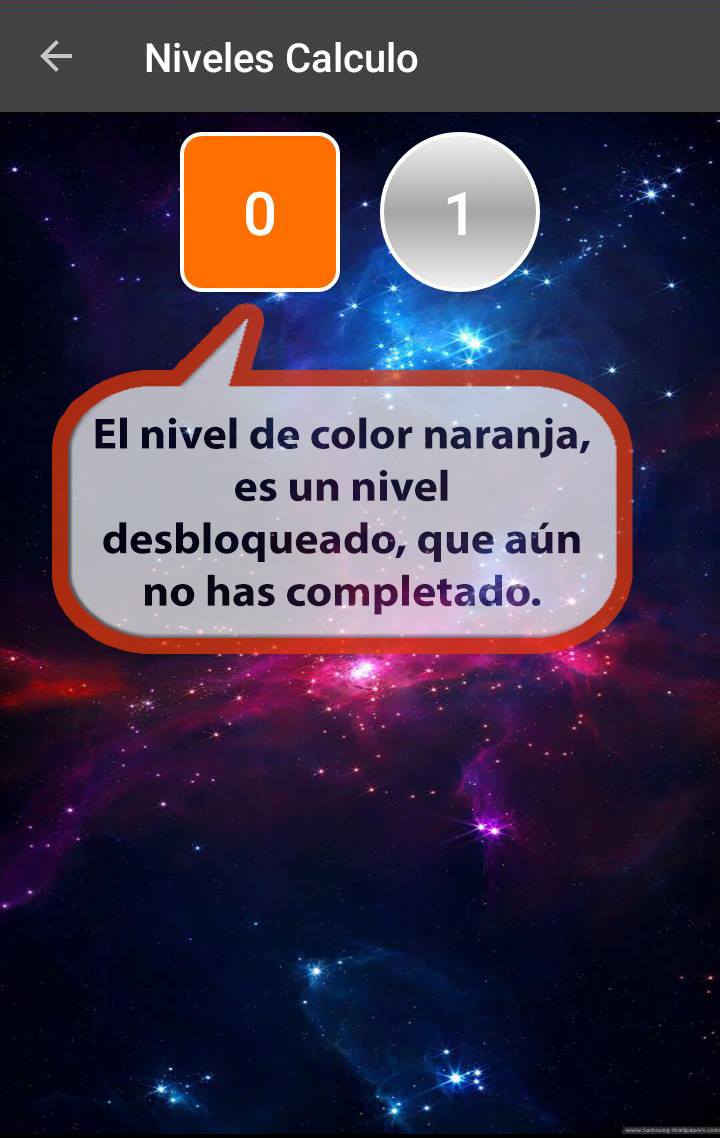 Niveles Calculo
0 1
El nivel de color naranja,
es un nivel
desbloqueado, que aún
no has completado.
www.Samsung-Wallpapers.com